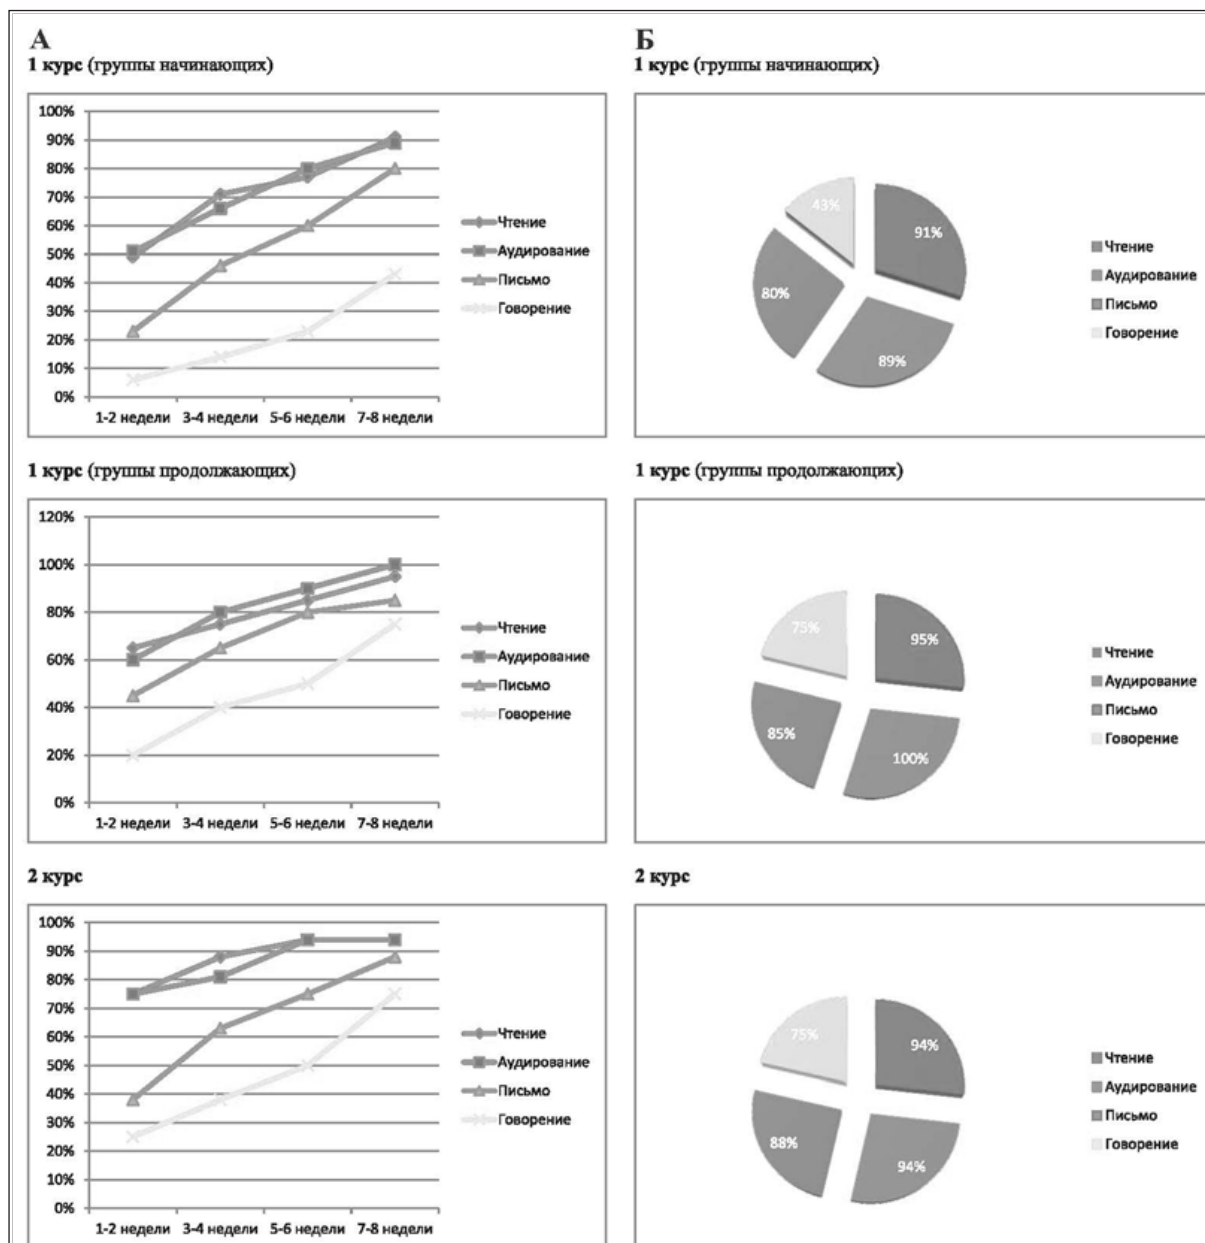 А
1 курс (группы начинающих)
100%
90%
80%
70%
60%
50%
40%
30%
20%
10%
0%
1-2 недели 3-4 недели 5-6 недели 7-8 недели
Чтение
Аудирование
Письмо
Говорение
Б
1 курс (группы начинающих)
43%
91%
80%
89%
Чтение
Аудирование
Письмо
Говорение
1 курс (группы продолжающих)
120%
100%
80%
60%
40%
20%
0%
1-2 недели 3-4 недели 5-6 недели 7-8 недели
Чтение
Аудирование
Письмо
Говорение
1 курс (группы продолжающих)
75%
95%
85%
100%
Чтение
Аудирование
Письмо
Говорение
2 курс
100%
90%
80%
70%
60%
50%
40%
30%
20%
10%
0%
1-2 недели 3-4 недели 5-6 недели 7-8 недели
Чтение
Аудирование
Письмо
Говорение
2 курс
75%
94%
88%
94%
Чтение
Аудирование
Письмо
Говорение